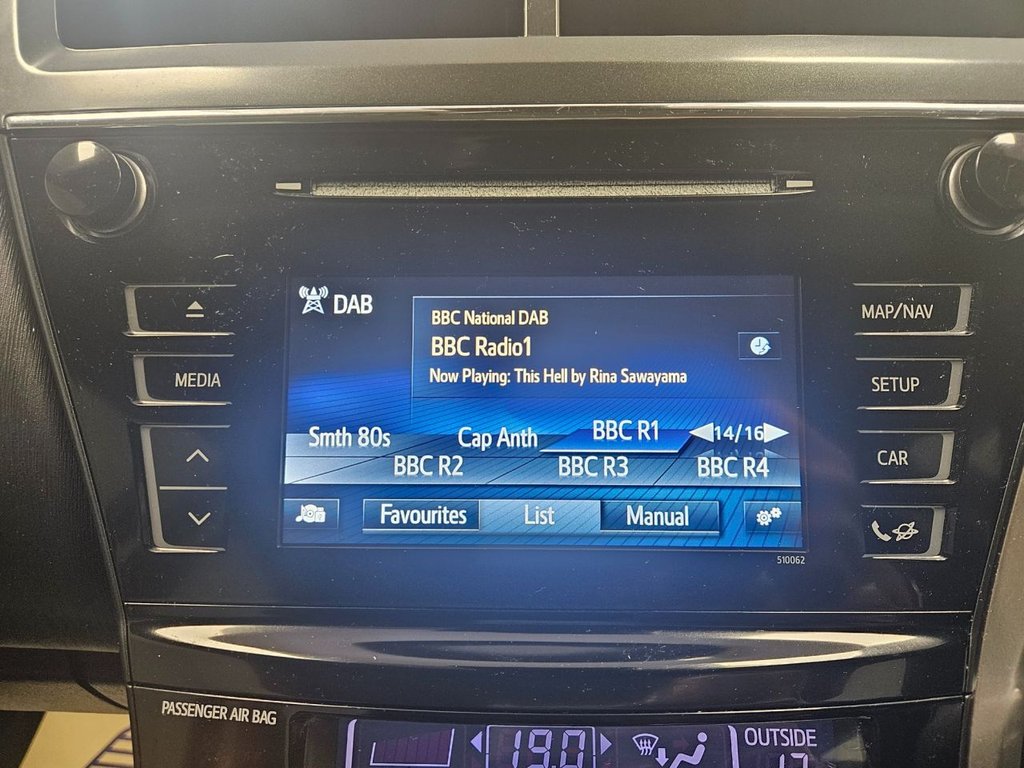 DAB
BBC National DAB
BBC Radio1
Now Playing: This Hell by Rina Sawayama
Smth 80s Cap Anth BBC R1 14/16
BBC R2 BBC R3 BBC R4
Favourites List Manual
510062
MEDIA
MAP/NAV
SETUP
CAR
PASSENGER AIR BAG
19.0
OUTSIDE
17